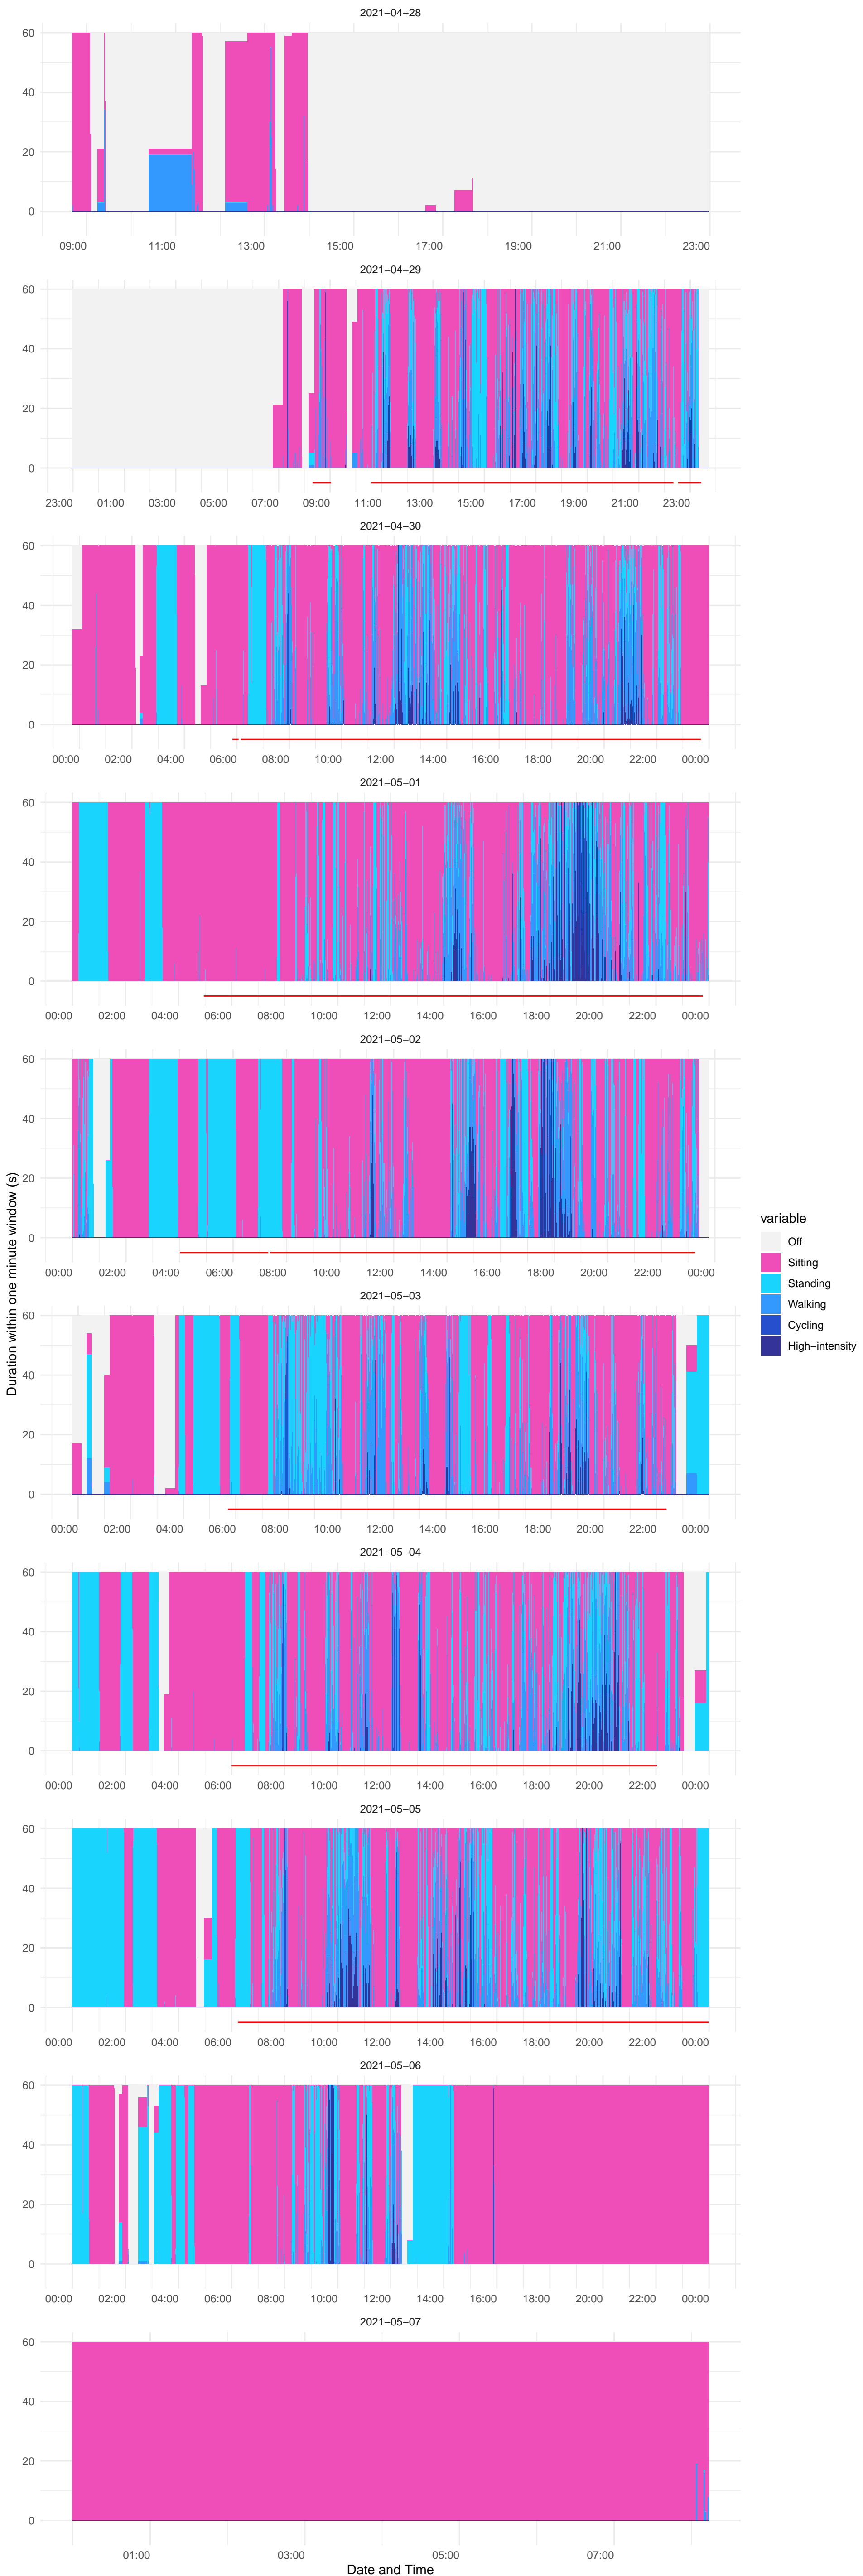 2021−04−28
60
40
20
0
09:00 11:00 13:00 15:00 17:00 19:00 21:00 23:00
2021−04−29
60
40
20
0
23:00 01:00 03:00 05:00 07:00 09:00 11:00 13:00 15:00 17:00 19:00 21:00 23:00
2021−04−30
60
40
20
0
00:00 02:00 04:00 06:00 08:00 10:00 12:00 14:00 16:00 18:00 20:00 22:00 00:00
2021−05−01
60
40
20
0
00:00 02:00 04:00 06:00 08:00 10:00 12:00 14:00 16:00 18:00 20:00 22:00 00:00
2021−05−02
60
40
20
0
00:00 02:00 04:00 06:00 08:00 10:00 12:00 14:00 16:00 18:00 20:00 22:00 00:00
Duration within one minute window (s)
variable
Off
Sitting
Standing
Walking
Cycling
High−intensity
2021−05−03
60
40
20
0
00:00 02:00 04:00 06:00 08:00 10:00 12:00 14:00 16:00 18:00 20:00 22:00 00:00
2021−05−04
60
40
20
0
00:00 02:00 04:00 06:00 08:00 10:00 12:00 14:00 16:00 18:00 20:00 22:00 00:00
2021−05−05
60
40
20
0
00:00 02:00 04:00 06:00 08:00 10:00 12:00 14:00 16:00 18:00 20:00 22:00 00:00
2021−05−06
60
40
20
0
00:00 02:00 04:00 06:00 08:00 10:00 12:00 14:00 16:00 18:00 20:00 22:00 00:00
2021−05−07
60
40
20
0
01:00 03:00 05:00 07:00
Date and Time